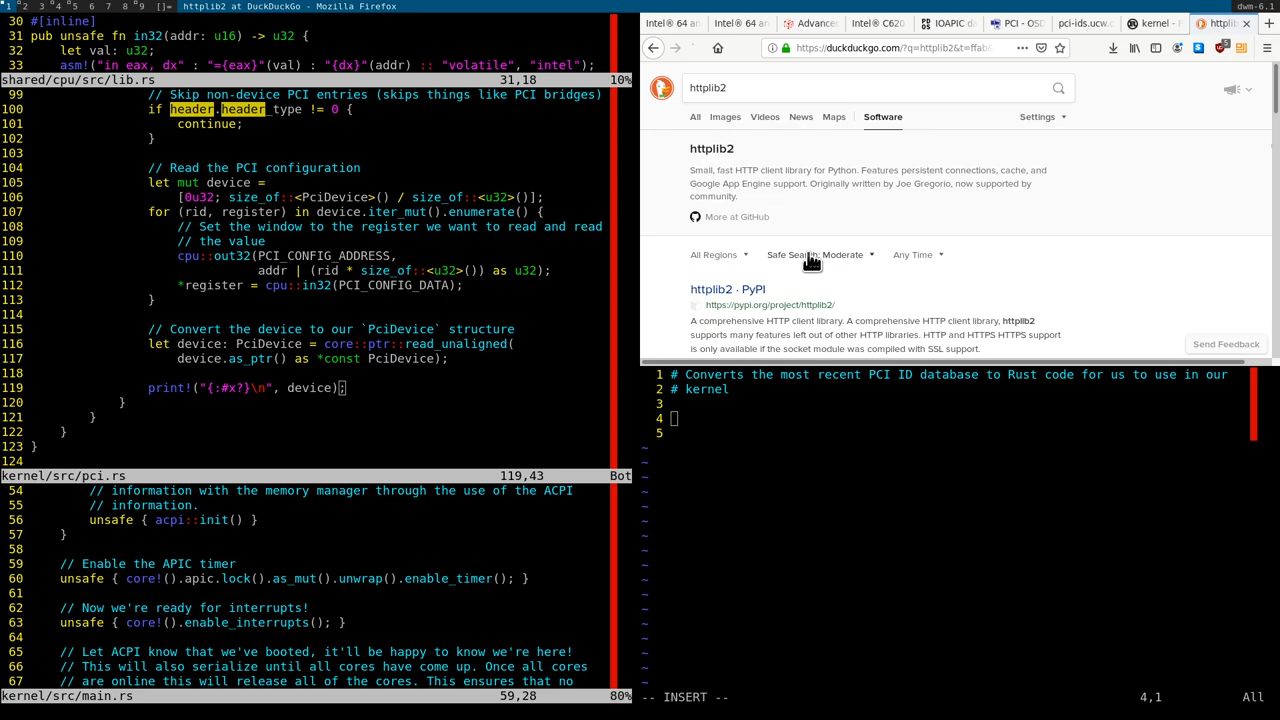 1 2 3 4 5 6 7 8 9 []= httplib2 at DuckDuckGo - Mozilla Firefox dwm-6.1
30 #[inline]
31 pub unsafe fn in32(addr: u16) -> u32 {
32     let val: u32;
33     asm!("in eax, dx" : "={eax}"(val) : "{dx}"(addr) :: "volatile", "intel");
shared/cpu/src/lib.rs 31,18 10%
99                 // Skip non-device PCI entries (skips things like PCI bridges)
100                 if header.header_type != 0 {
101                     continue;
102                 }
103
104                 // Read the PCI configuration
105                 let mut device =
106                     [0u32; size_of::<PciDevice>() / size_of::<u32>()];
107                 for (rid, register) in device.iter_mut().enumerate() {
108                     // Set the window to the register we want to read and read
109                     // the value
110                     cpu::out32(PCI_CONFIG_ADDRESS,
111                                addr | (rid * size_of::<u32>()) as u32);
112                     *register = cpu::in32(PCI_CONFIG_DATA);
113                 }
114
115                 // Convert the device to our `PciDevice` structure
116                 let device: PciDevice = core::ptr::read_unaligned(
117                     device.as_ptr() as *const PciDevice);
118
119                 print!("{:#x?}\n", device);
120             }
121         }
122     }
123 }
124
kernel/src/pci.rs 119,43 Bot
54         // information with the memory manager through the use of the ACPI
55         // information.
56         unsafe { acpi::init() }
57     }
58
59     // Enable the APIC timer
60     unsafe { core!().apic.lock().as_mut().unwrap().enable_timer(); }
61
62     // Now we're ready for interrupts!
63     unsafe { core!().enable_interrupts(); }
64
65     // Let ACPI know that we've booted, it'll be happy to know we're here!
66     // This will also serialize until all cores have come up. Once all cores
67     // are online this will release all of the cores. This ensures that no
kernel/src/main.rs 59,28 80%
Intel® 64 an Intel® 64 an Advance Intel® C620 IOAPIC da PCI - OSD pci-ids.ucw.c kernel - F httpli
https://duckduckgo.com/?q=httplib2&t=ffab
httplib2
All Images Videos News Maps Software Settings
httplib2
Small, fast HTTP client library for Python. Features persistent connections, cache, and
Google App Engine support. Originally written by Joe Gregorio, now supported by
community.
More at GitHub
All Regions Safe Search: Moderate Any Time
httplib2 · PyPI
https://pypi.org/project/httplib2/
A comprehensive HTTP client library. A comprehensive HTTP client library, httplib2
supports many features left out of other HTTP libraries. HTTP and HTTPS HTTPS support
is only available if the socket module was compiled with SSL support.
Send Feedback
1 # Converts the most recent PCI ID database to Rust code for us to use in our
2 # kernel
3
4
5
-- INSERT -- 4,1 All